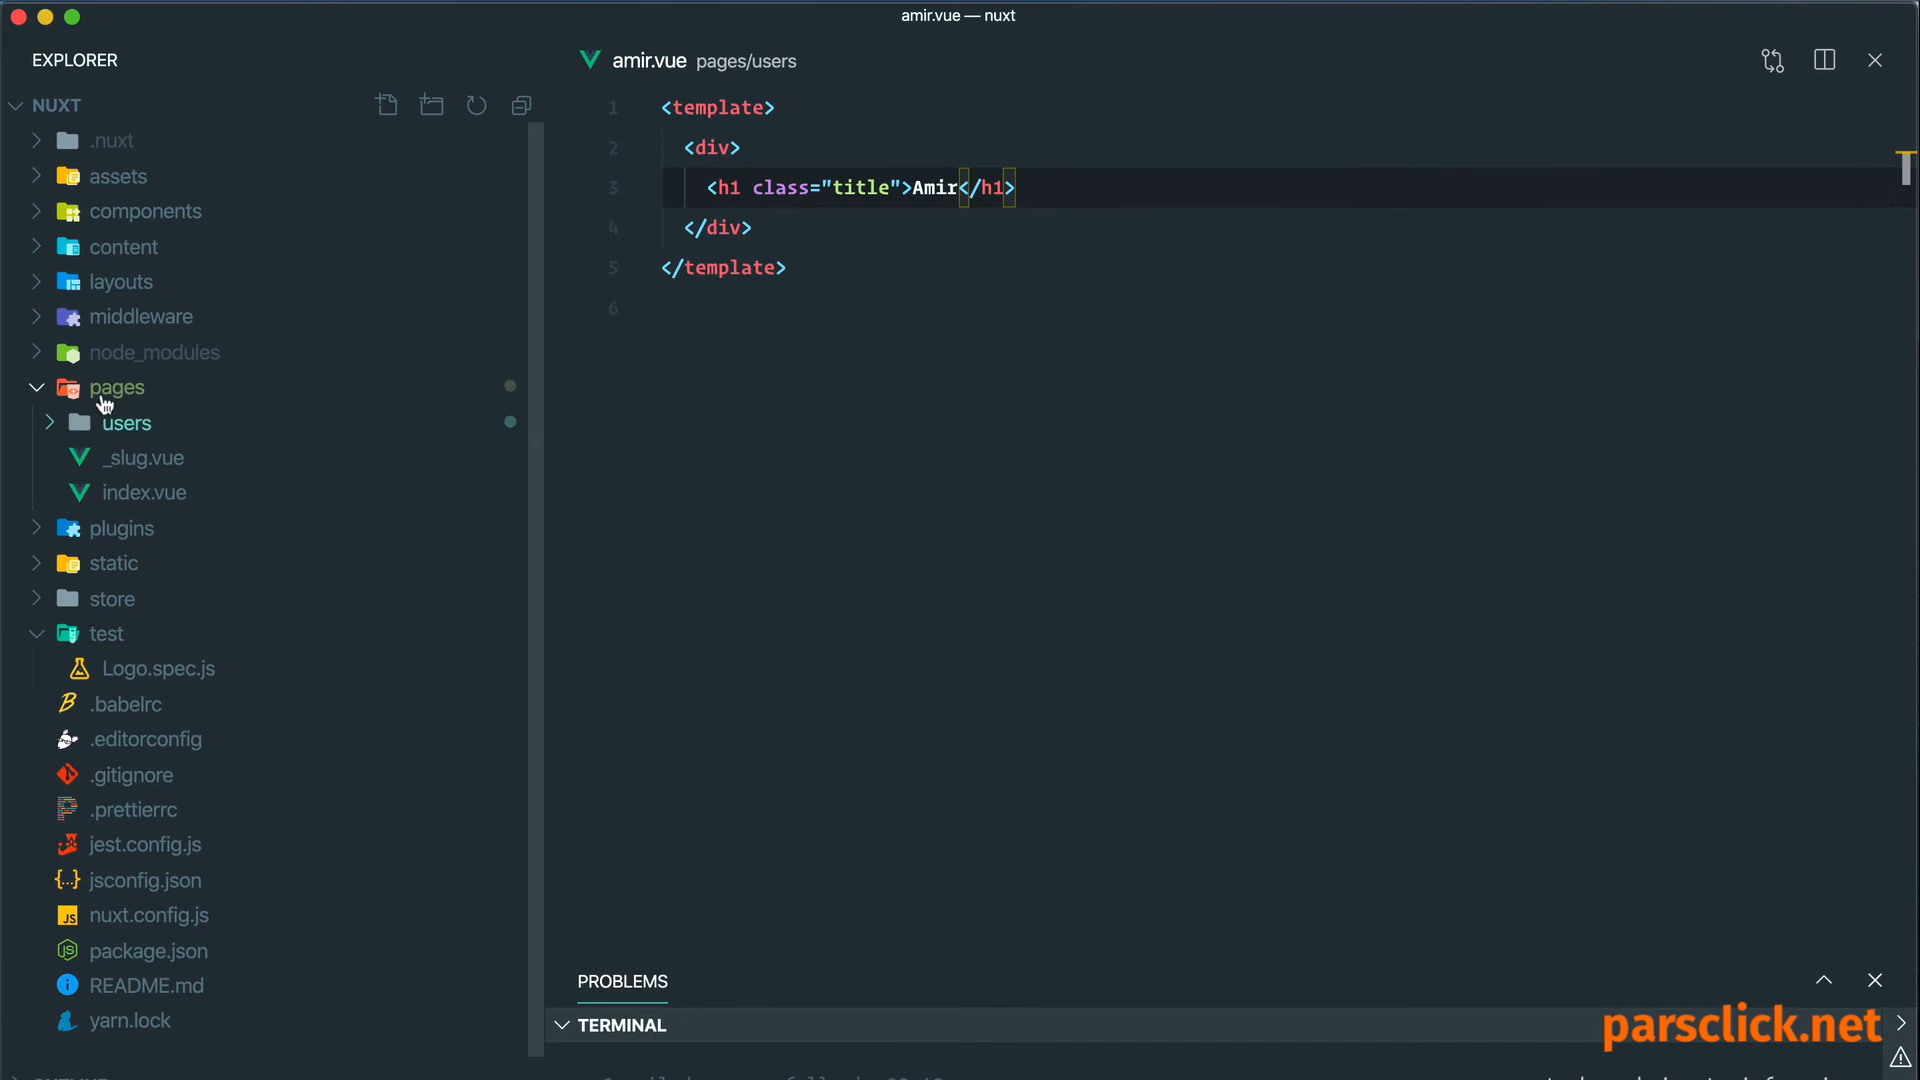 amir.vue — nuxt
EXPLORER
NUXT
.nuxt
assets
components
content
layouts
middleware
node_modules
pages
users
_slug.vue
index.vue
plugins
static
store
test
Logo.spec.js
.babelrc
.editorconfig
.gitignore
.prettierrc
jest.config.js
jsconfig.json
nuxt.config.js
package.json
README.md
yarn.lock
amir.vue pages/users
1 <template>
2 <div>
3 <h1 class="title">Amir</h1>
4 </div>
5 </template>
6
PROBLEMS
TERMINAL
parsclick.net